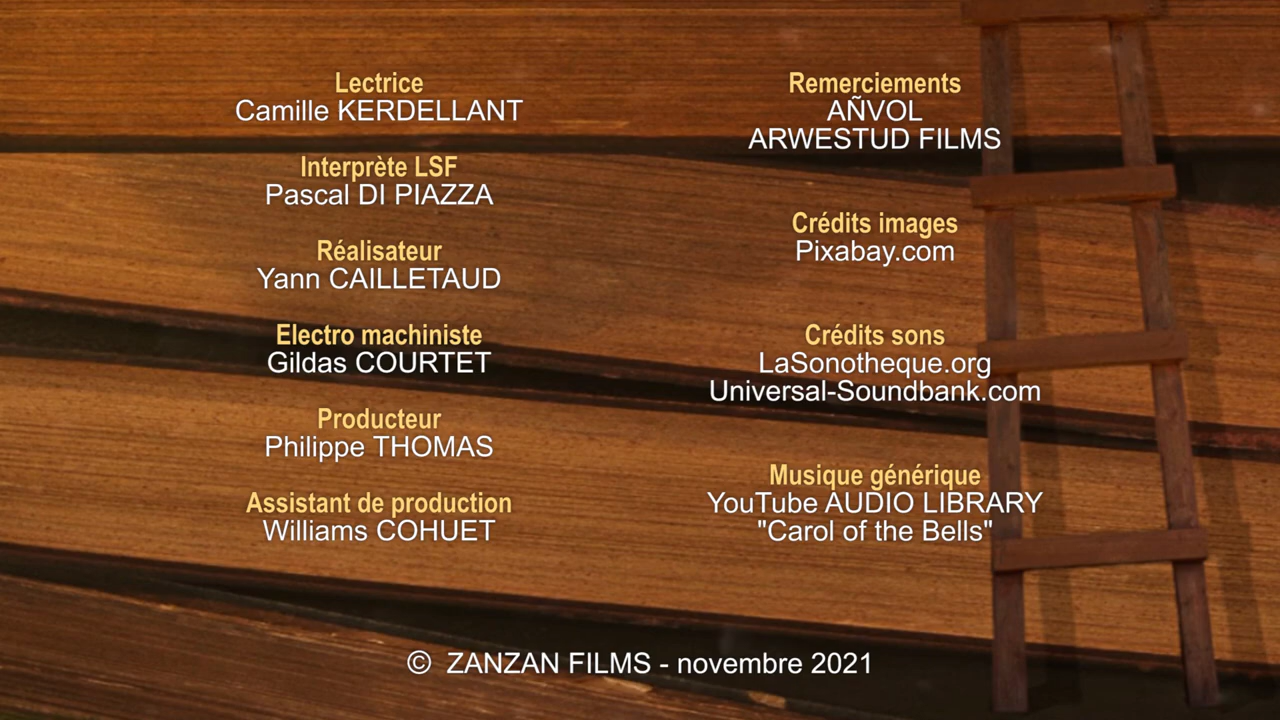 Lectrice
Camille KERDELLANT
Interprète LSF
Pascal DI PIAZZA
Réalisateur
Yann CAILLETAUD
Electro machiniste
Gildas COURTET
Producteur
Philippe THOMAS
Assistant de production
Williams COHUET
Remerciements
AÑVOL
ARWESTUD FILMS
Crédits images
Pixabay.com
Crédits sons
LaSonotheque.org
Universal-Soundbank.com
Musique générique
YouTube AUDIO LIBRARY
"Carol of the Bells"
© ZANZAN FILMS - novembre 2021